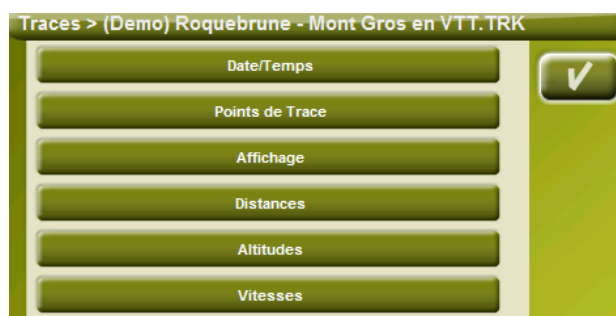 Traces > (Demo) Roquebrune - Mont Gros en VTT.TRK
Date/Temps
Points de Trace
Affichage
Distances
Altitudes
Vitesses